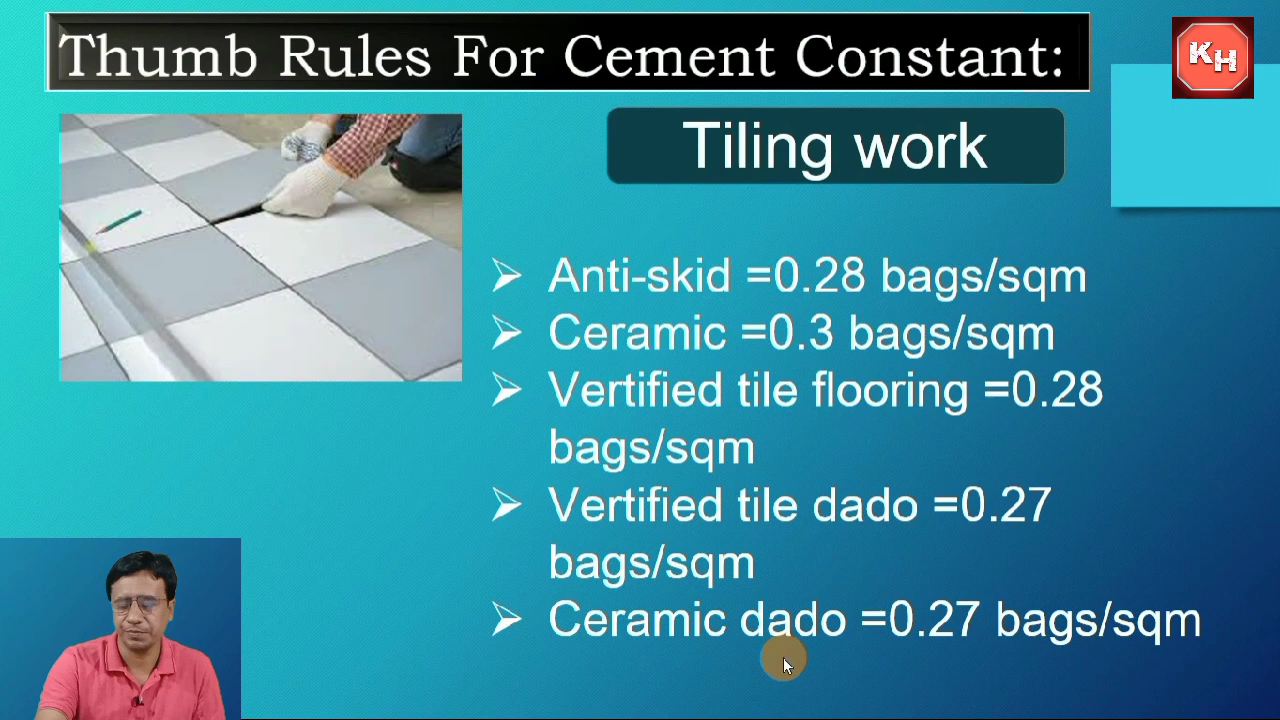 Thumb Rules For Cement Constant:
KH
Tiling work
Anti-skid =0.28 bags/sqm
Ceramic =0.3 bags/sqm
Vertified tile flooring =0.28
bags/sqm
Vertified tile dado =0.27
bags/sqm
Ceramic dado =0.27 bags/sqm